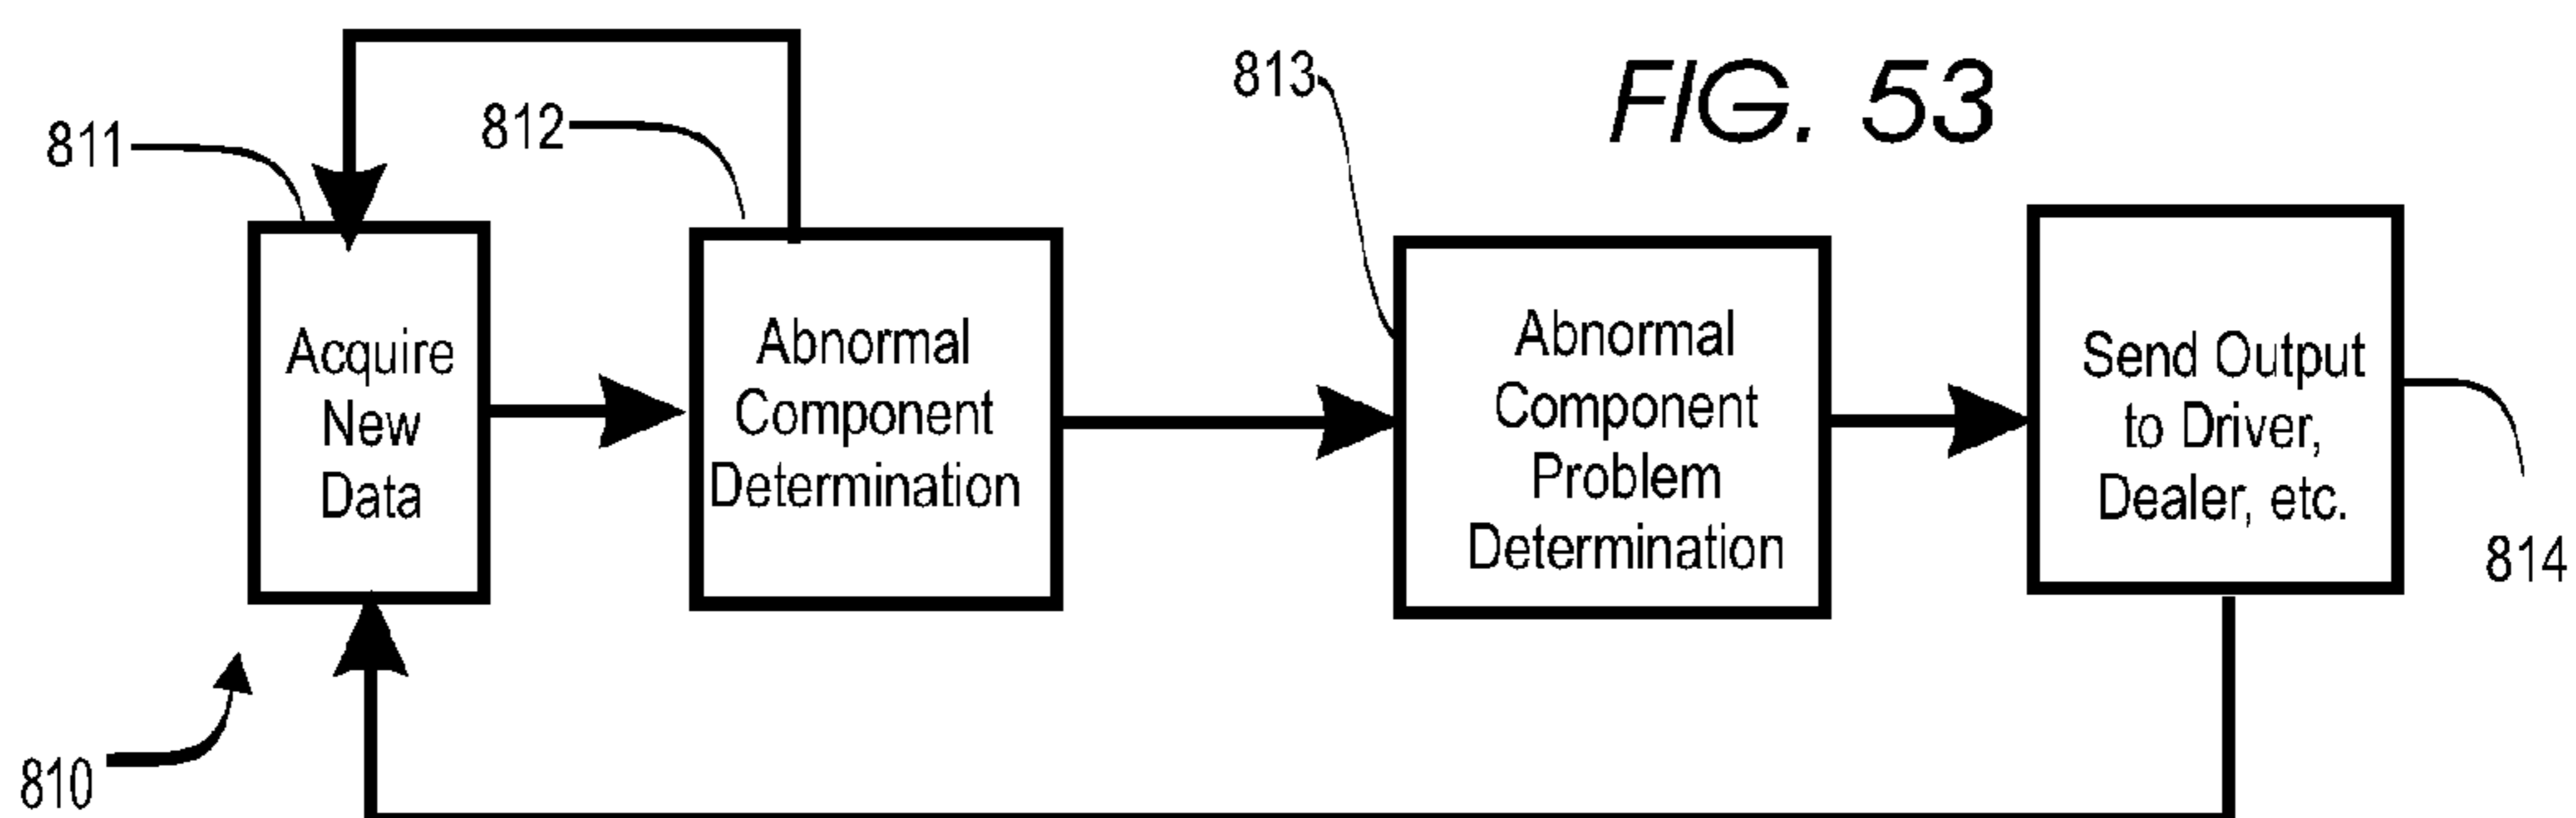 FIG. 53
811
812
813
Acquire
New
Data
Abnormal
Component
Determination
Abnormal
Component
Problem
Determination
Send Output
to Driver,
Dealer, etc.
814
810